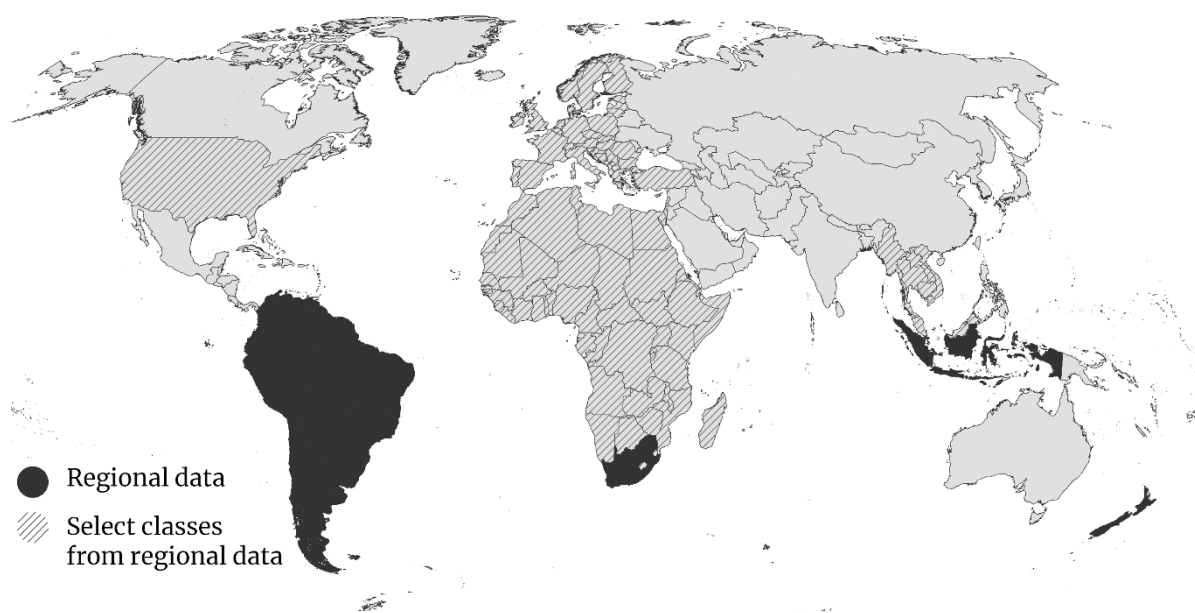 Regional data
Select classes
from regional data